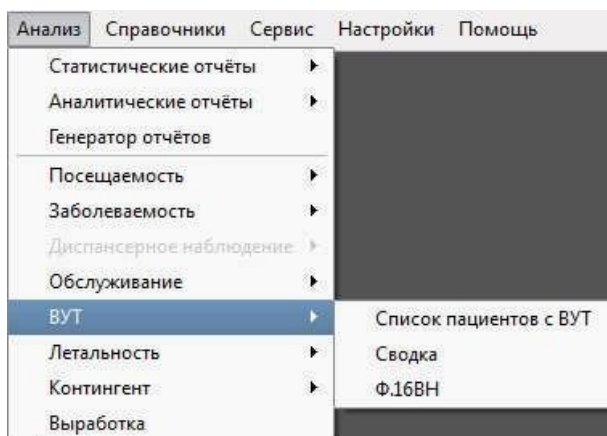 Анализ Справочники Сервис Настройки Помощь
Статистические отчёты
Аналитические отчёты
Генератор отчётов
Посещаемость
Заболеваемость
Диспансерное наблюдение
Обслуживание
ВУТ
Список пациентов с ВУТ
Летальность
Сводка
Контингент
Ф.16ВН
Выработка